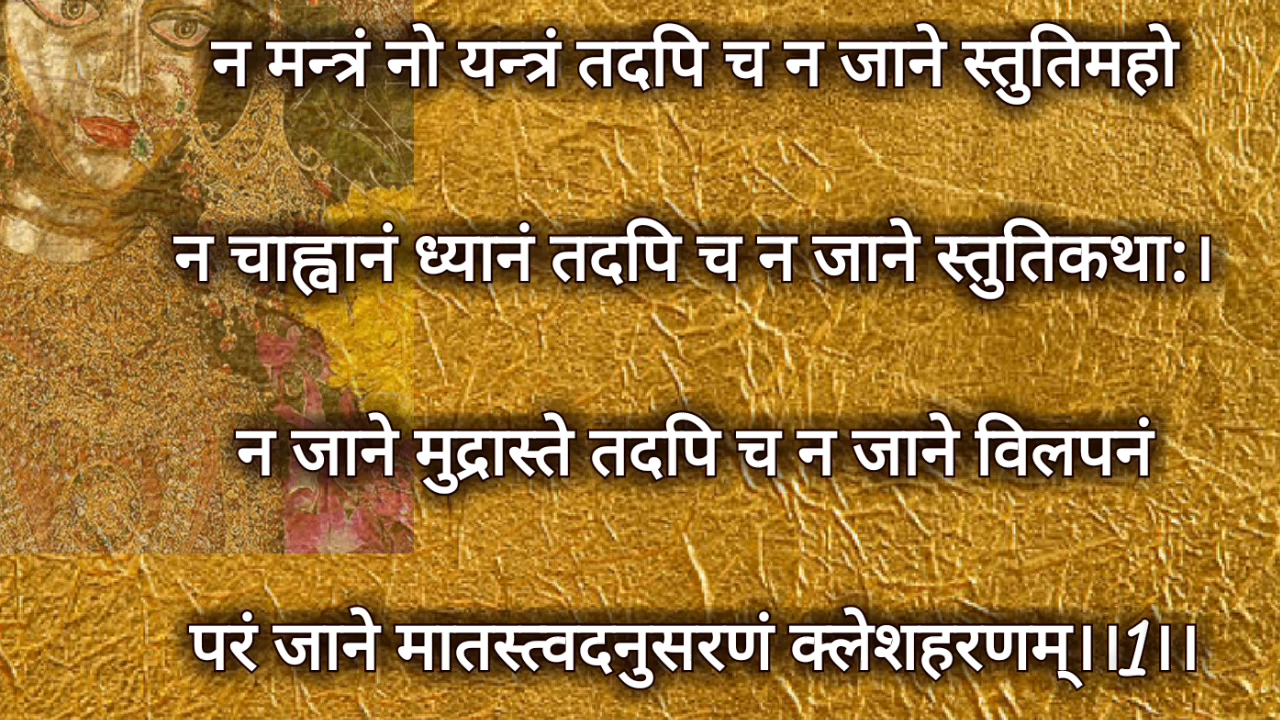 न मन्त्रं नो यन्त्रं तदपि च न जाने स्तुतिमहो
न चाह्वानं ध्यानं तदपि च न जाने स्तुतिकथा:।
न जाने मुद्रास्ते तदपि च न जाने विलपनं
परं जाने मातस्त्वदनुसरणं क्लेशहरणम्।।1।।